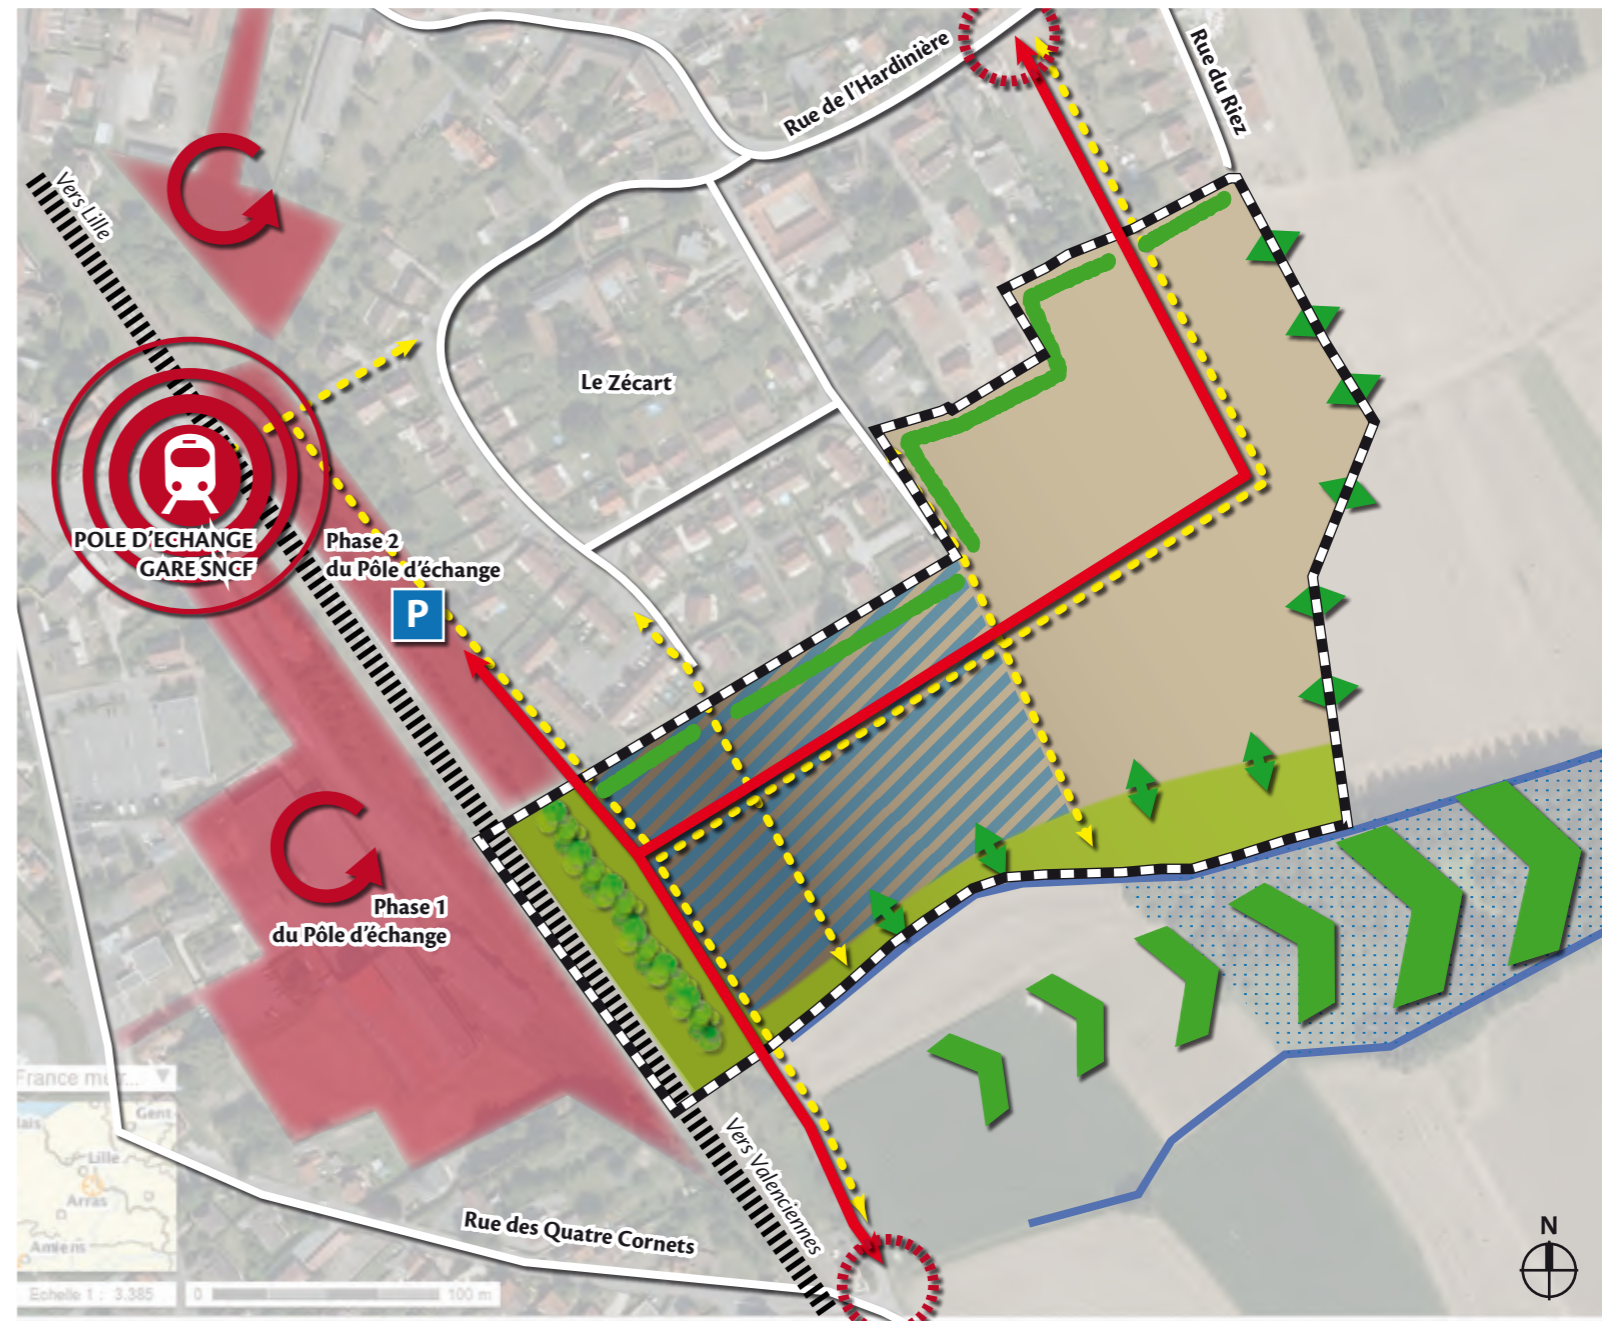 Rue de l'Hardinière
Rue du Riez
Vers Lille
Le Zécart
POLE D'ECHANGE
GARE SNCF
Phase 2
du Pôle d'échange
P
Phase 1
du Pôle d'échange
France
Gent
Lille
Arras
Amiens
Vers Valenciennes
Rue des Quatre Cornets
Echelle 1 : 3,385
0
100 m
N